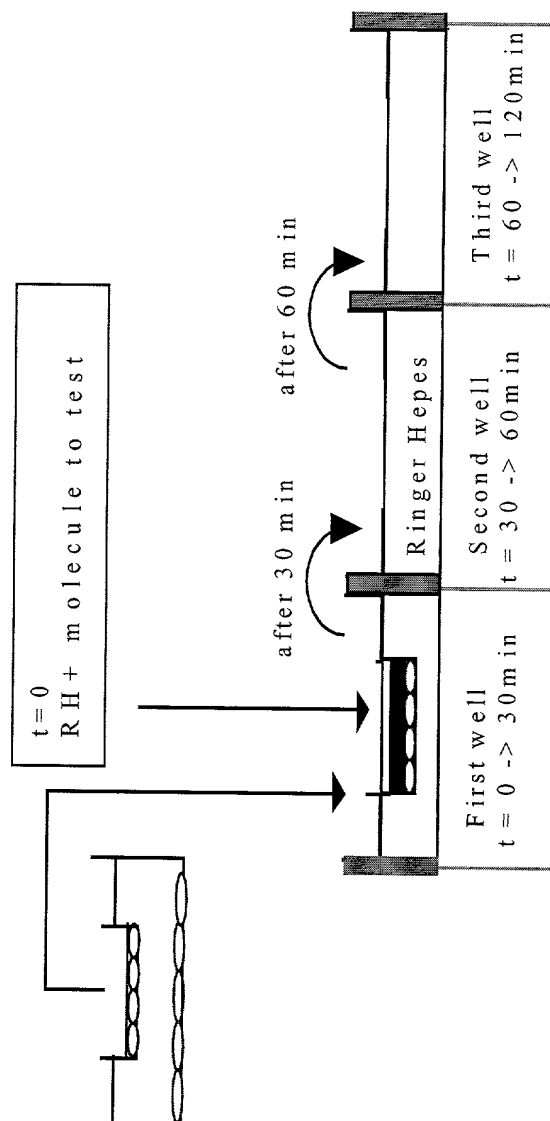 t=0
RH+ molecule to test
after 30 min
after 60 min
Ringer Hepes
First well
t = 0 -> 30min
Second well
t = 30 -> 60min
Third well
t = 60 -> 120min